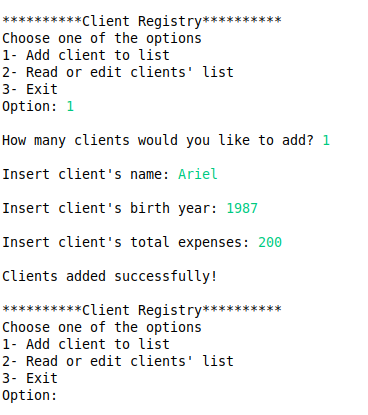 **********Client Registry**********
Choose one of the options
1- Add client to list
2- Read or edit clients' list
3- Exit
Option: 1
How many clients would you like to add? 1
Insert client's name: Ariel
Insert client's birth year: 1987
Insert client's total expenses: 200
Clients added successfully!
**********Client Registry**********
Choose one of the options
1- Add client to list
2- Read or edit clients' list
3- Exit
Option: